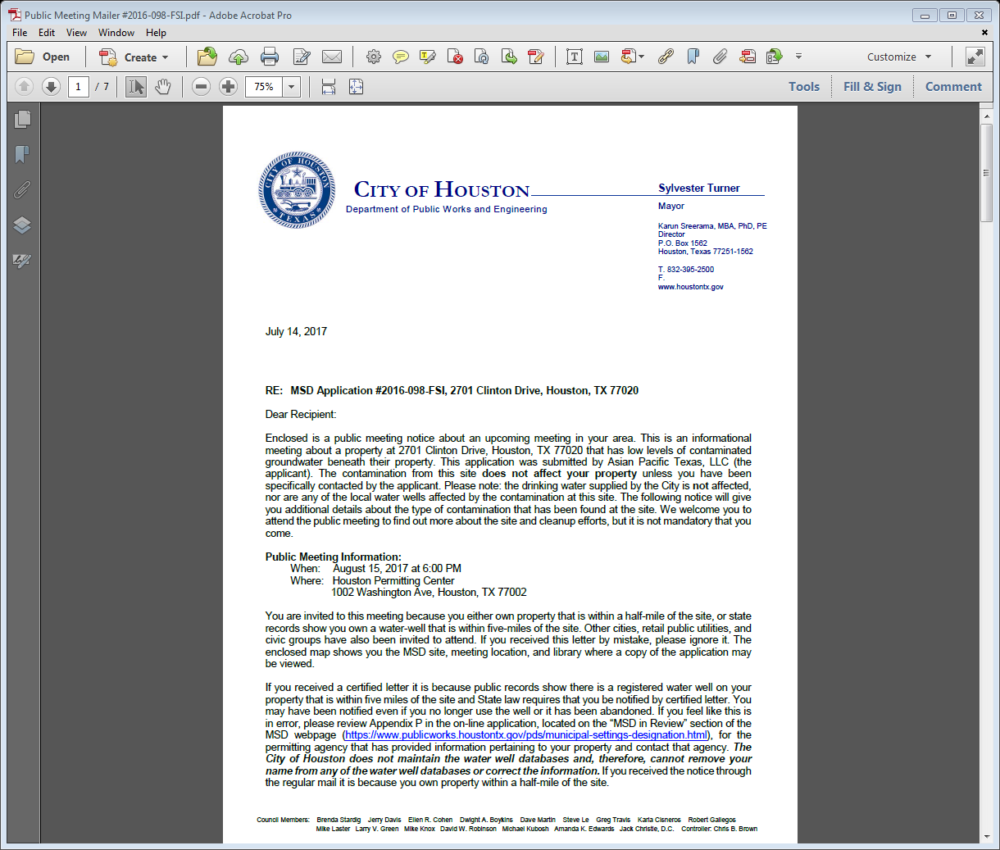 Public Meeting Mailer #2016-098-FSI.pdf - Adobe Acrobat Pro
File Edit View Window Help
Open Create Customize
1 / 7 75% Tools Fill & Sign Comment
CITY OF HOUSTON
TEXAS
CITY OF HOUSTON
Department of Public Works and Engineering
Sylvester Turner
Mayor
Karun Sreerama, MBA, PhD, PE
Director
P.O. Box 1562
Houston, Texas 77251-1562
T. 832-395-2500
F.
www.houstontx.gov
July 14, 2017
RE: MSD Application #2016-098-FSI, 2701 Clinton Drive, Houston, TX 77020
Dear Recipient:
Enclosed is a public meeting notice about an upcoming meeting in your area. This is an informational
meeting about a property at 2701 Clinton Drive, Houston, TX 77020 that has low levels of contaminated
groundwater beneath their property. This application was submitted by Asian Pacific Texas, LLC (the
applicant). The contamination from this site does not affect your property unless you have been
specifically contacted by the applicant. Please note: the drinking water supplied by the City is not affected,
nor are any of the local water wells affected by the contamination at this site. The following notice will give
you additional details about the type of contamination that has been found at the site. We welcome you to
attend the public meeting to find out more about the site and cleanup efforts, but it is not mandatory that you
come.
Public Meeting Information:
When: August 15, 2017 at 6:00 PM
Where: Houston Permitting Center
1002 Washington Ave, Houston, TX 77002
You are invited to this meeting because you either own property that is within a half-mile of the site, or state
records show you own a water-well that is within five-miles of the site. Other cities, retail public utilities, and
civic groups have also been invited to attend. If you received this letter by mistake, please ignore it. The
enclosed map shows you the MSD site, meeting location, and library where a copy of the application may
be viewed.
If you received a certified letter it is because public records show there is a registered water well on your
property that is within five miles of the site and State law requires that you be notified by certified letter. You
may have been notified even if you no longer use the well or it has been abandoned. If you feel like this is
in error, please review Appendix P in the on-line application, located on the “MSD in Review” section of the
MSD webpage (https://www.publicworks.houstontx.gov/pds/municipal-settings-designation.html), for the
permitting agency that has provided information pertaining to your property and contact that agency. The
City of Houston does not maintain the water well databases and, therefore, cannot remove your
name from any of the water well databases or correct the information. If you received the notice through
the regular mail it is because you own property within a half-mile of the site.
Council Members: Brenda Stardig Jerry Davis Ellen R. Cohen Dwight A. Boykins Dave Martin Steve Le Greg Travis Karla Cisneros Robert Gallegos
Mike Laster Larry V. Green Mike Knox David W. Robinson Michael Kubosh Amanda K. Edwards Jack Christie, D.C. Controller: Chris B. Brown